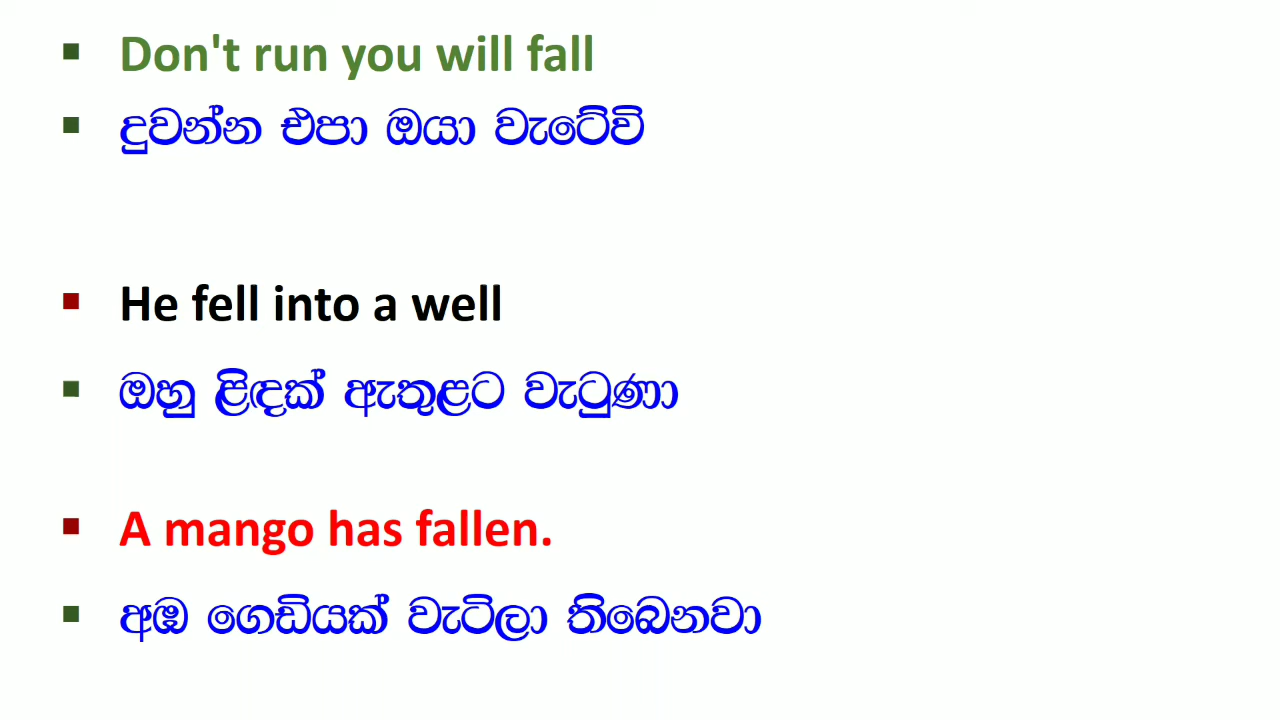 Don't run you will fall
දුවන්න එපා ඔයා වැටේවි
He fell into a well
ඔහු ළිඳක් ඇතුළට වැටුණා
A mango has fallen.
අඹ ගෙඩියක් වැටිලා තිබෙනවා